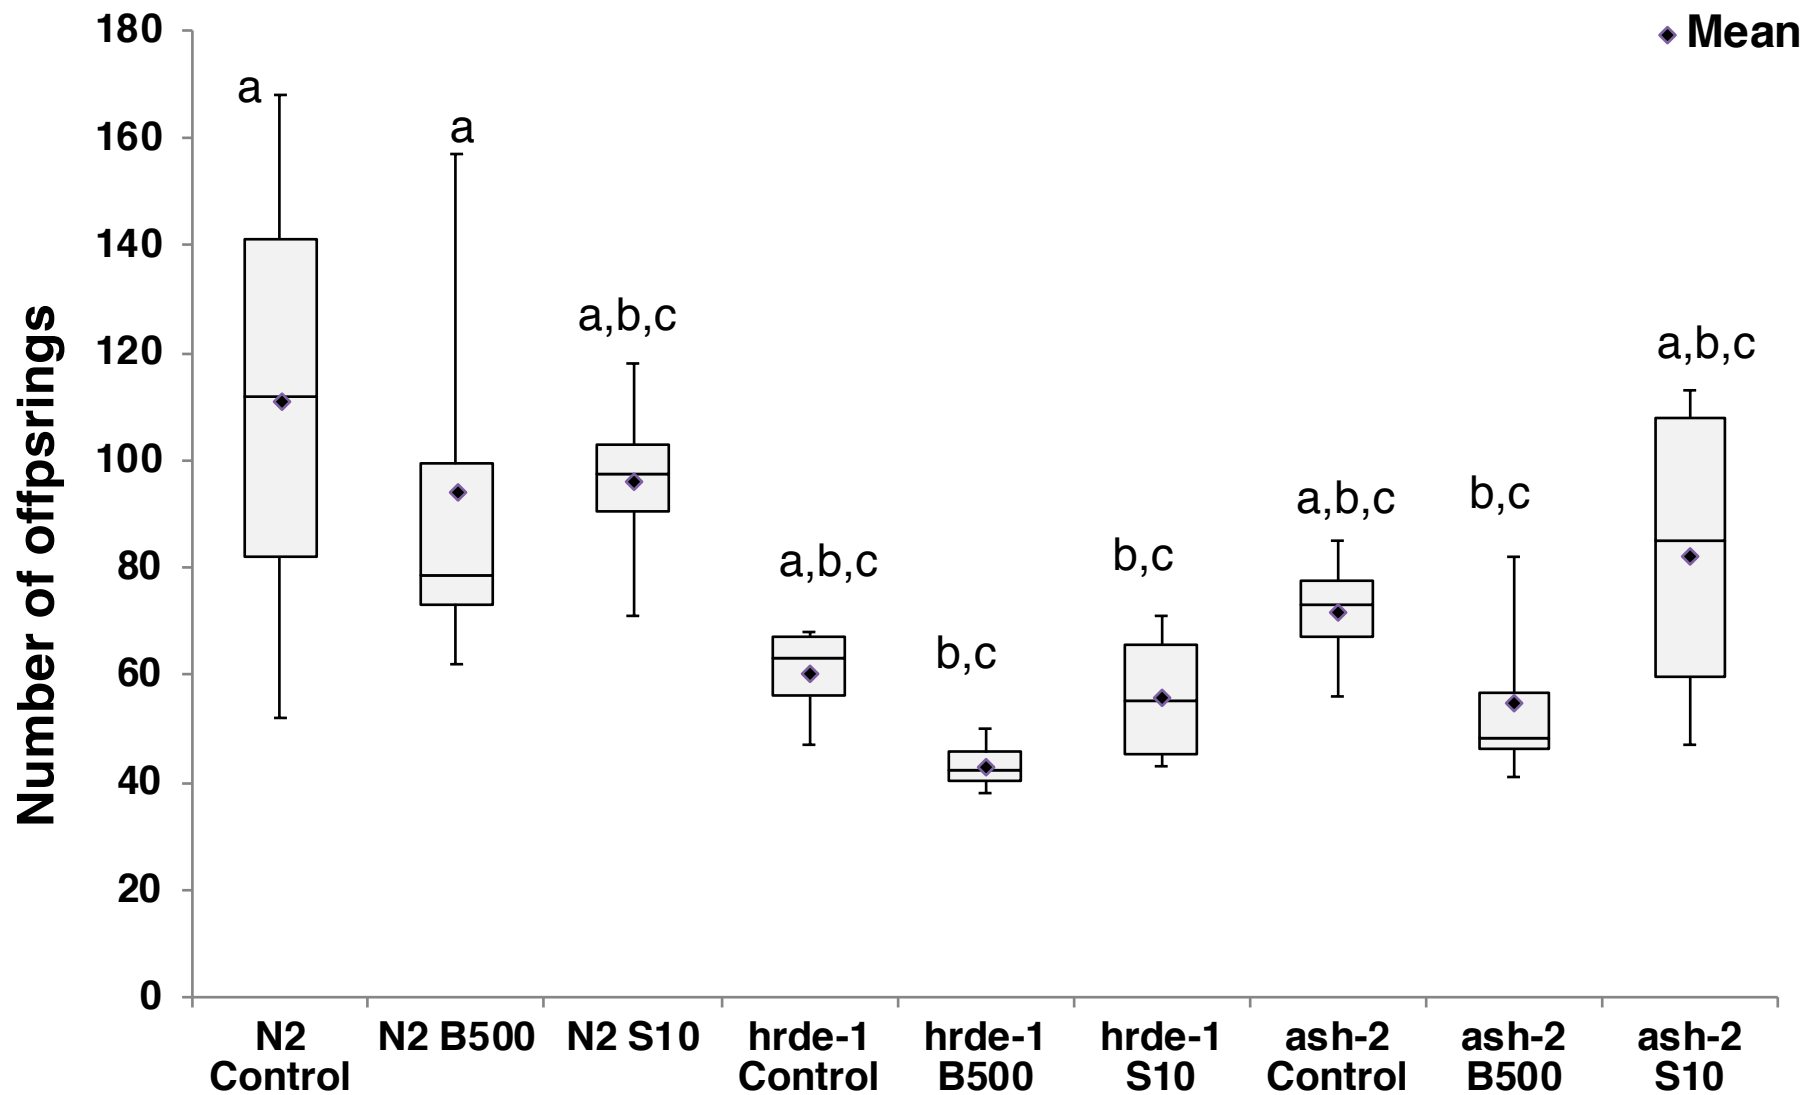 Mean
Number of offpsrings
180
160
140
120
100
80
60
40
20
0
a
a
a,b,c
a,b,c
b,c
b,c
a,b,c
b,c
a,b,c
N2
Control
N2 B500
N2 S10
hrde-1
Control
hrde-1
B500
hrde-1
S10
ash-2
Control
ash-2
B500
ash-2
S10